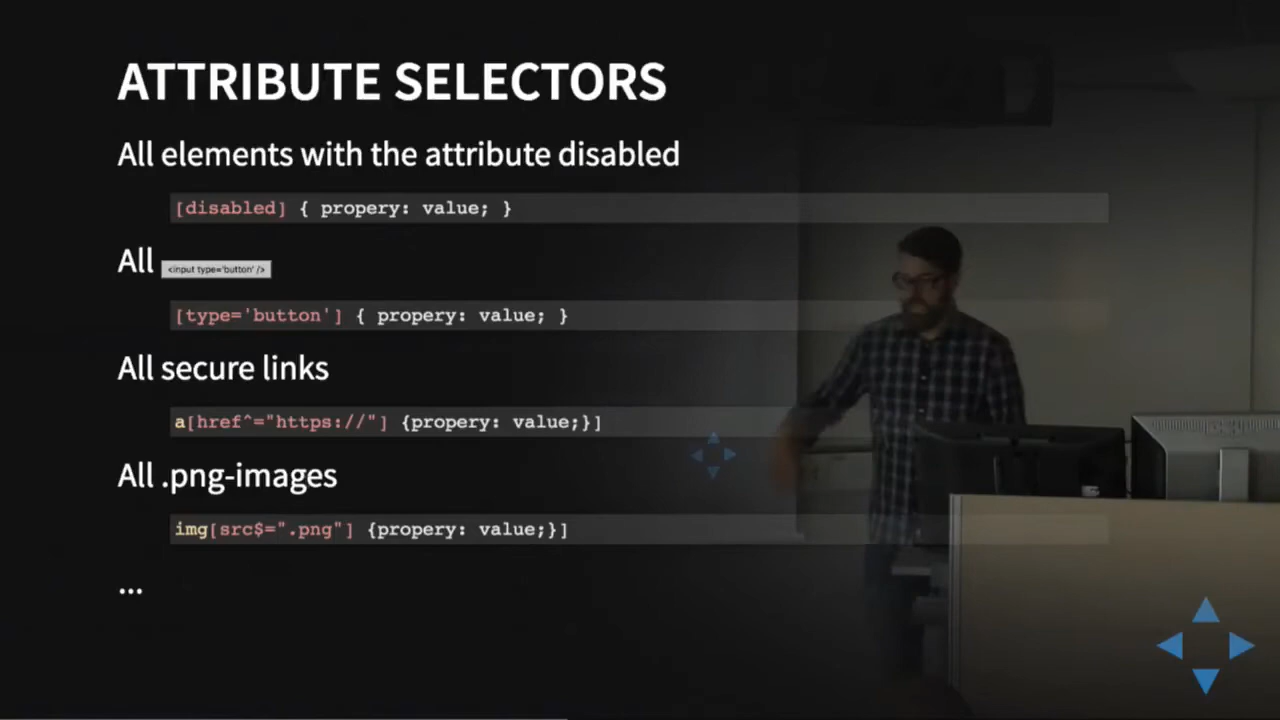 ATTRIBUTE SELECTORS
All elements with the attribute disabled
[disabled] { propery: value; }
All <input type='button' />
[type='button'] { propery: value; }
All secure links
a[href^="https://"] {propery: value;}]
All .png-images
img[src$=".png"] {propery: value;}]
...